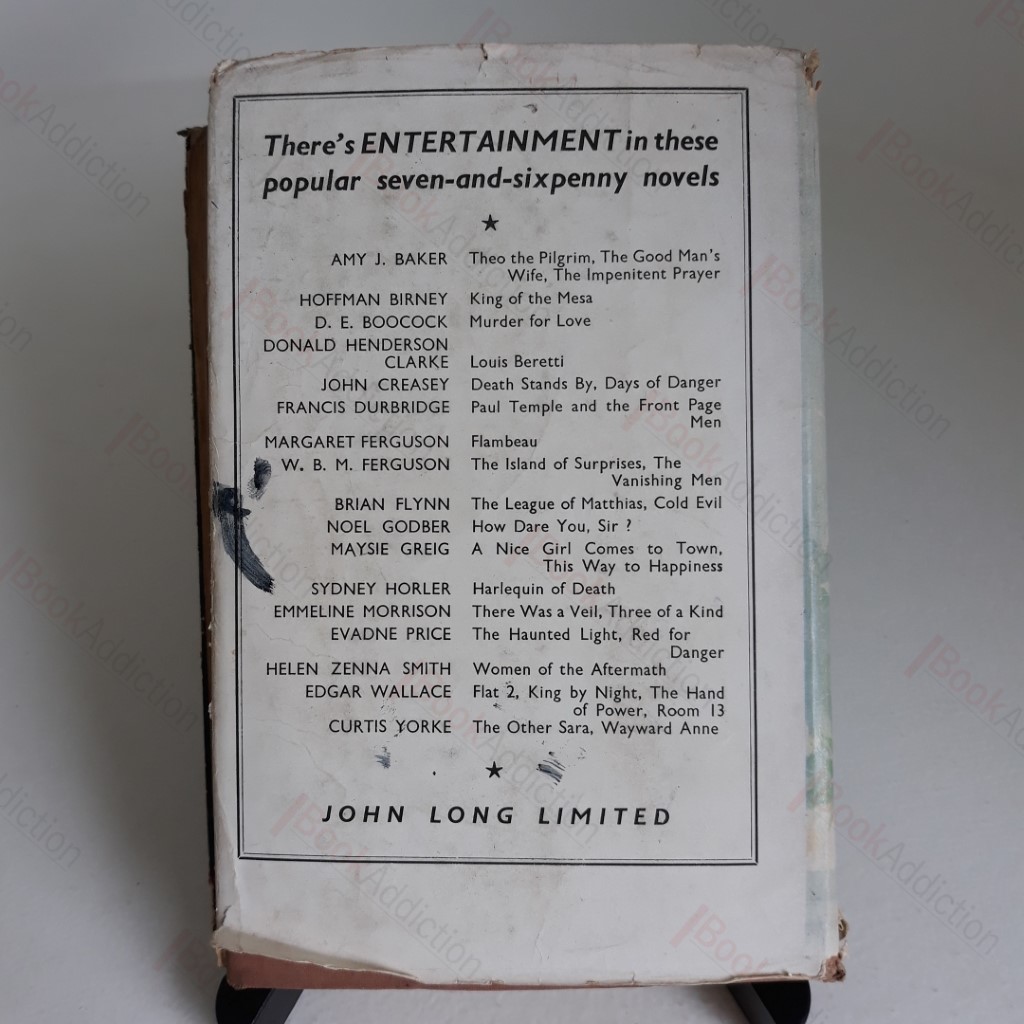 There's ENTERTAINMENT in these
popular seven-and-sixpenny novels
★
AMY J. BAKER Theo the Pilgrim, The Good Man's
Wife, The Impenitent Prayer
HOFFMAN BIRNEY King of the Mesa
D. E. BOOCOCK Murder for Love
DONALD HENDERSON
CLARKE Louis Beretti
JOHN CREASEY Death Stands By, Days of Danger
FRANCIS DURBRIDGE Paul Temple and the Front Page
Men
MARGARET FERGUSON Flambeau
W. B. M. FERGUSON The Island of Surprises, The
Vanishing Men
BRIAN FLYNN The League of Matthias, Cold Evil
NOEL GODBER How Dare You, Sir ?
MAYSIE GREIG A Nice Girl Comes to Town,
This Way to Happiness
SYDNEY HORLER Harlequin of Death
EMMELINE MORRISON There Was a Veil, Three of a Kind
EVADNE PRICE The Haunted Light, Red for
Danger
HELEN ZENNA SMITH Women of the Aftermath
EDGAR WALLACE Flat 2, King by Night, The Hand
of Power, Room 13
CURTIS YORKE The Other Sara, Wayward Anne
★
JOHN LONG LIMITED
BookAddiction